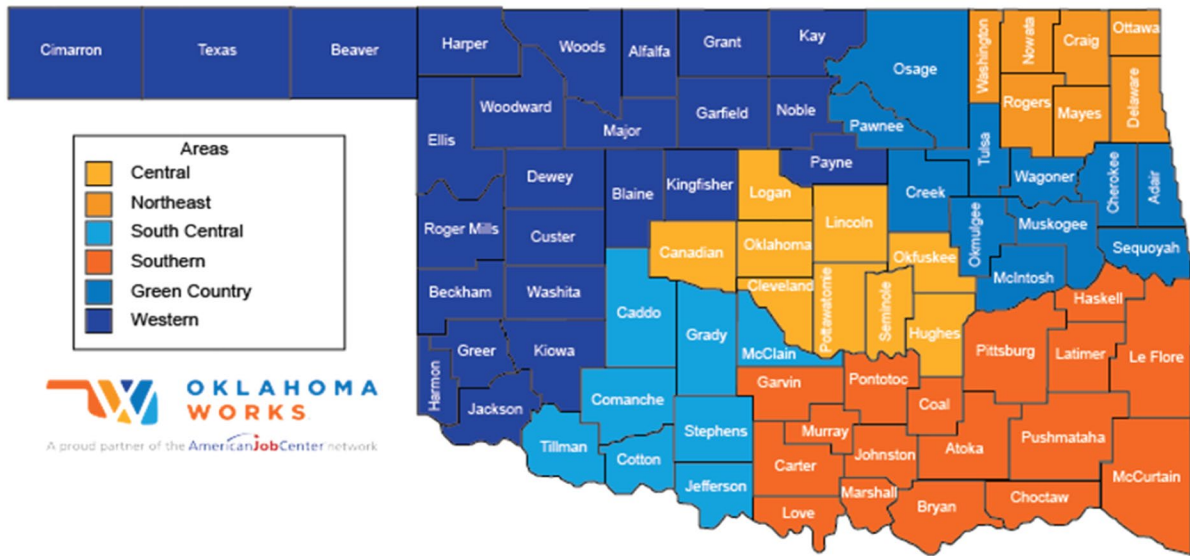 Cimarron
Texas
Beaver
Harper
Woods
Alfalfa
Grant
Kay
Osage
Washington
Nowata
Craig
Ottawa
Woodward
Ellis
Major
Garfield
Noble
Pawnee
Rogers
Mayes
Delaware
Tulsa
Dewey
Blaine
Kingfisher
Logan
Payne
Creek
Wagoner
Cherokee
Adair
Roger Mills
Custer
Canadian
Oklahoma
Lincoln
Okfuskee
Okmulgee
Muskogee
Sequoyah
McIntosh
Beckham
Washita
Caddo
Grady
Cleveland
Pottawatomie
Seminole
Hughes
Haskell
Pittsburg
Latimer
Le Flore
McClain
Greer
Kiowa
Harmon
Jackson
Comanche
Garvin
Pontotoc
Coal
Tillman
Cotton
Stephens
Murray
Johnston
Atoka
Pushmataha
McCurtain
Jefferson
Carter
Love
Marshall
Bryan
Choctaw
Areas
Central
Northeast
South Central
Southern
Green Country
Western
OKLAHOMA
WORKS
A proud partner of the AmericanJobCenter network